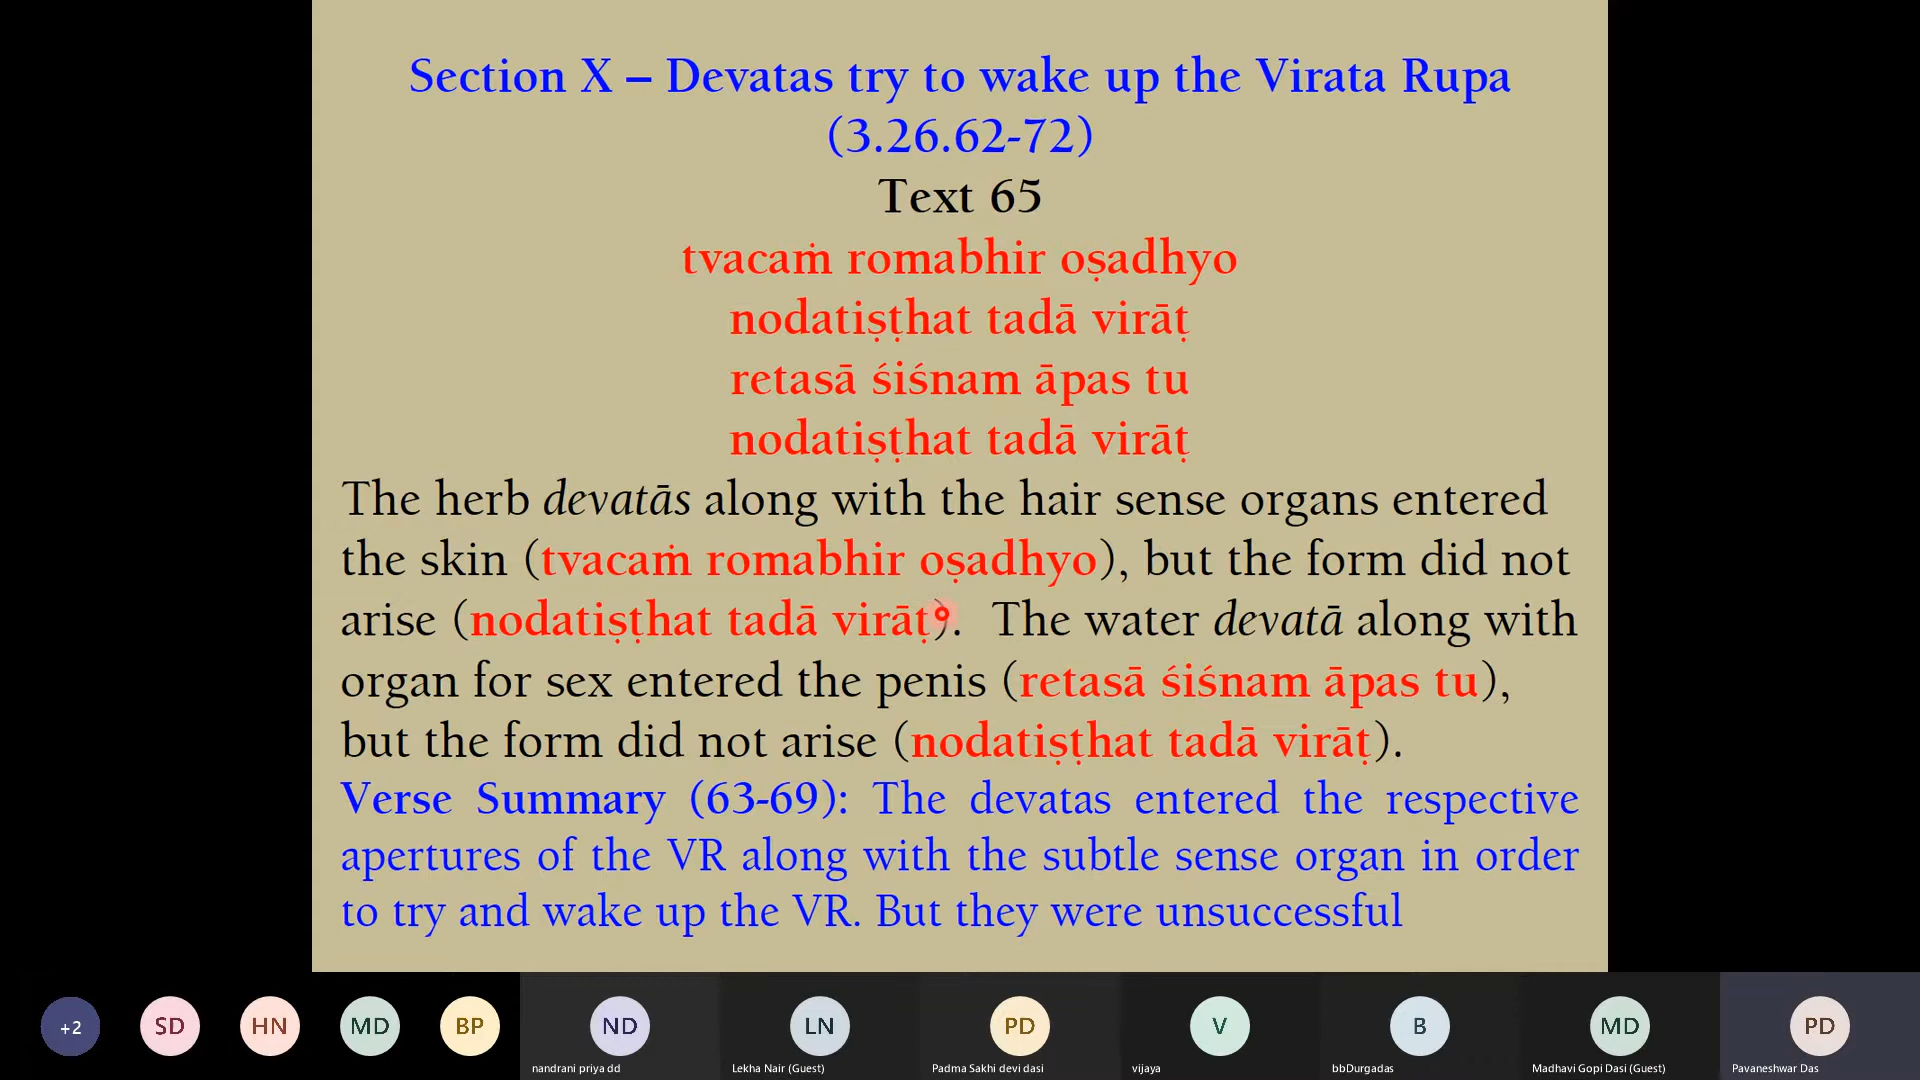 Section X – Devatas try to wake up the Virata Rupa
(3.26.62-72)
Text 65
tvacaṁ romabhir oṣadhyo
nodatiṣṭhat tadā virāṭ
retasā śiśnam āpas tu
nodatiṣṭhat tadā virāṭ
The herb devatās along with the hair sense organs entered
the skin (tvacaṁ romabhir oṣadhyo), but the form did not
arise (nodatiṣṭhat tadā virāṭ).  The water devatā along with
organ for sex entered the penis (retasā śiśnam āpas tu),
but the form did not arise (nodatiṣṭhat tadā virāṭ).
Verse Summary (63-69): The devatas entered the respective
apertures of the VR along with the subtle sense organ in order
to try and wake up the VR. But they were unsuccessful
+2 SD HN MD BP ND LN PD V B MD PD
nandrani priya dd Lekha Nair (Guest) Padma Sakhi devi dasi vijaya bbDurgadas Madhavi Gopi Dasi (Guest) Pavaneshwar Das